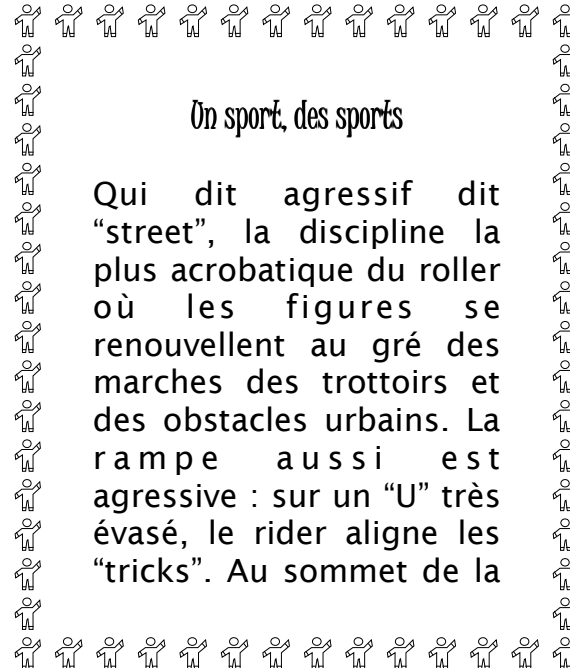 Un sport, des sports
Qui dit agressif dit
“street”, la discipline la
plus acrobatique du roller
où les figures se
renouvellent au gré des
marches des trottoirs et
des obstacles urbains. La
rampe aussi est
agressive : sur un “U” très
évasé, le rider aligne les
“tricks”. Au sommet de la